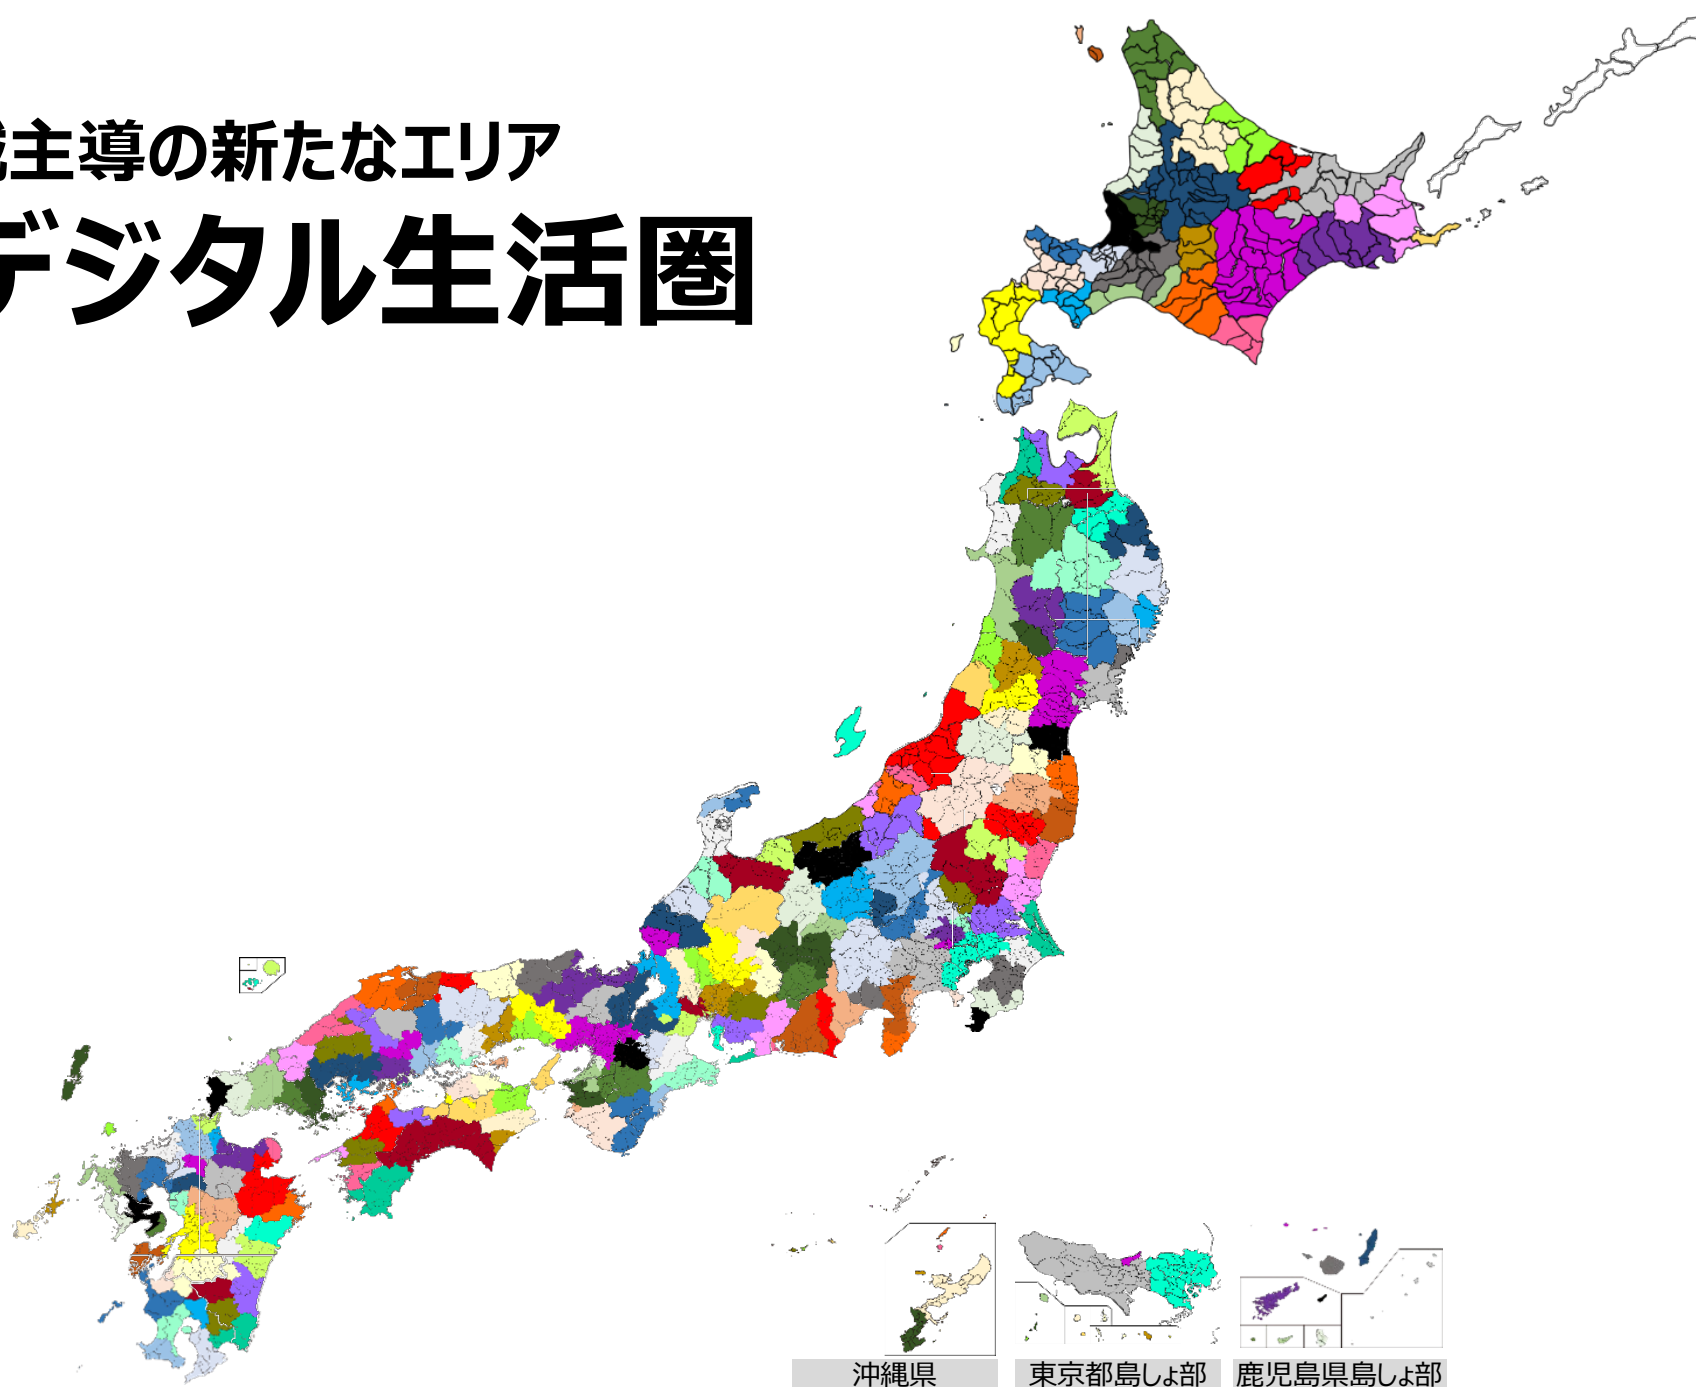 主導の新たなエリア
デジタル生活圏
沖縄県
東京都島しょ部
鹿児島県島しょ部